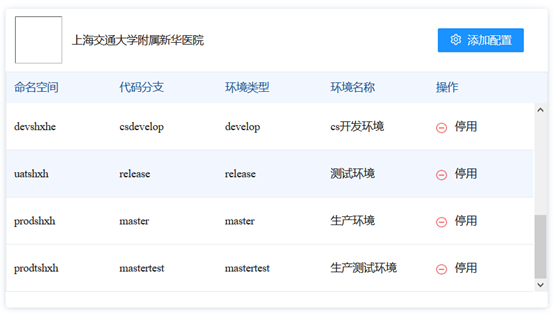 上海交通大学附属新华医院 添加配置
命名空间 代码分支 环境类型 环境名称 操作
devshxhe csdevelop develop cs开发环境 停用
uatshxh release release 测试环境 停用
prodshxh master master 生产环境 停用
prodtshxh mastertest mastertest 生产测试环境 停用